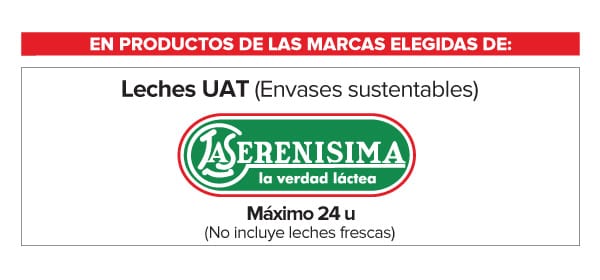 EN PRODUCTOS DE LAS MARCAS ELEGIDAS DE:
Leches UAT (Envases sustentables)
LA SERENISIMA
la verdad láctea
Máximo 24 u
(No incluye leches frescas)